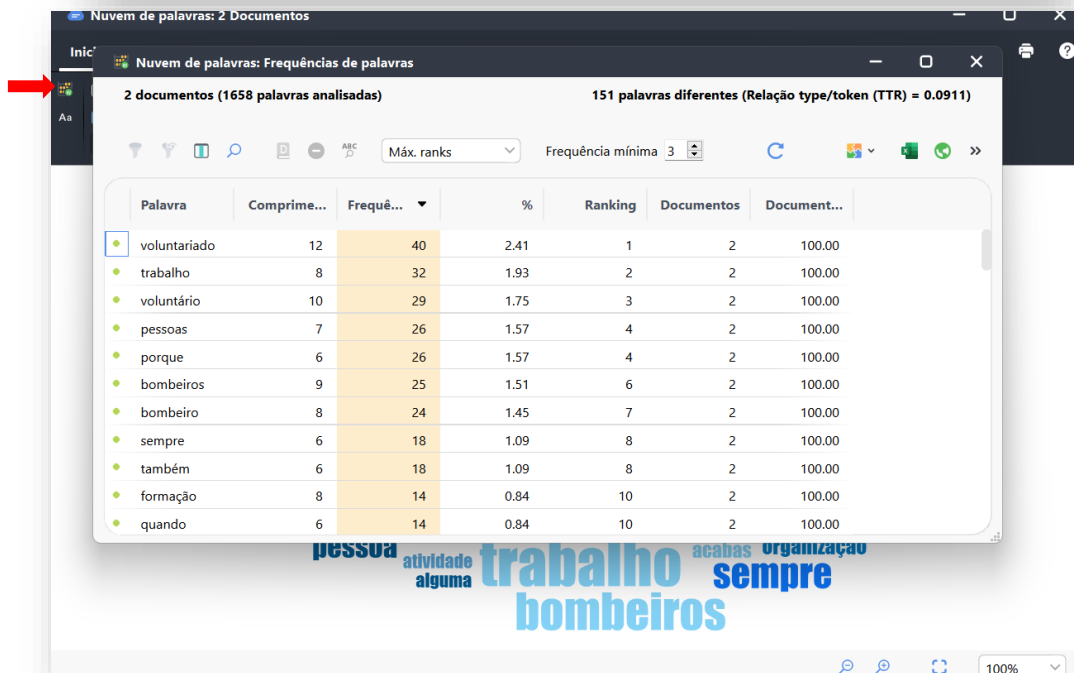 Nuvem de palavras: 2 Documentos
Inic
Aa
Nuvem de palavras: Frequências de palavras
2 documentos (1658 palavras analisadas) 151 palavras diferentes (Relação type/token (TTR) = 0.0911)
ABC Máx. ranks Frequência mínima 3
Palavra Comprime... Frequê... % Ranking Documentos Document...
voluntariado 12 40 2.41 1 2 100.00
trabalho 8 32 1.93 2 2 100.00
voluntário 10 29 1.75 3 2 100.00
pessoas 7 26 1.57 4 2 100.00
porque 6 26 1.57 4 2 100.00
bombeiros 9 25 1.51 6 2 100.00
bombeiro 8 24 1.45 7 2 100.00
sempre 6 18 1.09 8 2 100.00
também 6 18 1.09 8 2 100.00
formação 8 14 0.84 10 2 100.00
quando 6 14 0.84 10 2 100.00
pessoa atividade trabalho acabas organização
alguma sempre
bombeiros
100%